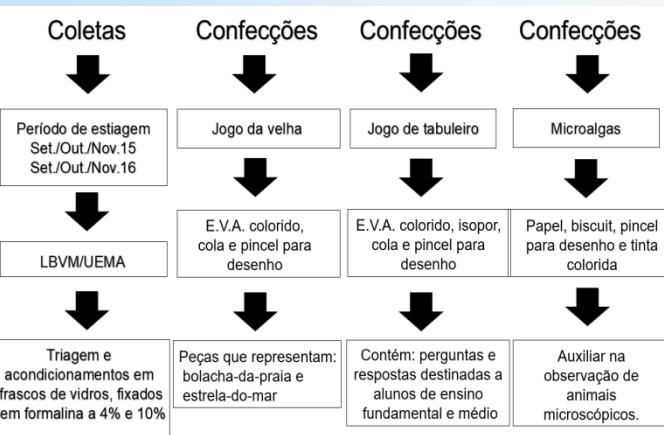 Coletas
Período de estiagem
Set./Out./Nov.15
Set./Out./Nov.16
LBVM/UEMA
Triagem e
acondicionamentos em
frascos de vidros, fixados
em formalina a 4% e 10%
Confecções
Jogo da velha
E.V.A. colorido,
cola e pincel para
desenho
Peças que representam:
bolacha-da-praia e
estrela-do-mar
Confecções
Jogo de tabuleiro
E.V.A. colorido, isopor,
cola e pincel para
desenho
Contém: perguntas e
respostas destinadas a
alunos de ensino
fundamental e médio
Confecções
Microalgas
Papel, biscuit, pincel
para desenho e tinta
colorida
Auxiliar na
observação de
animais
microscópicos.